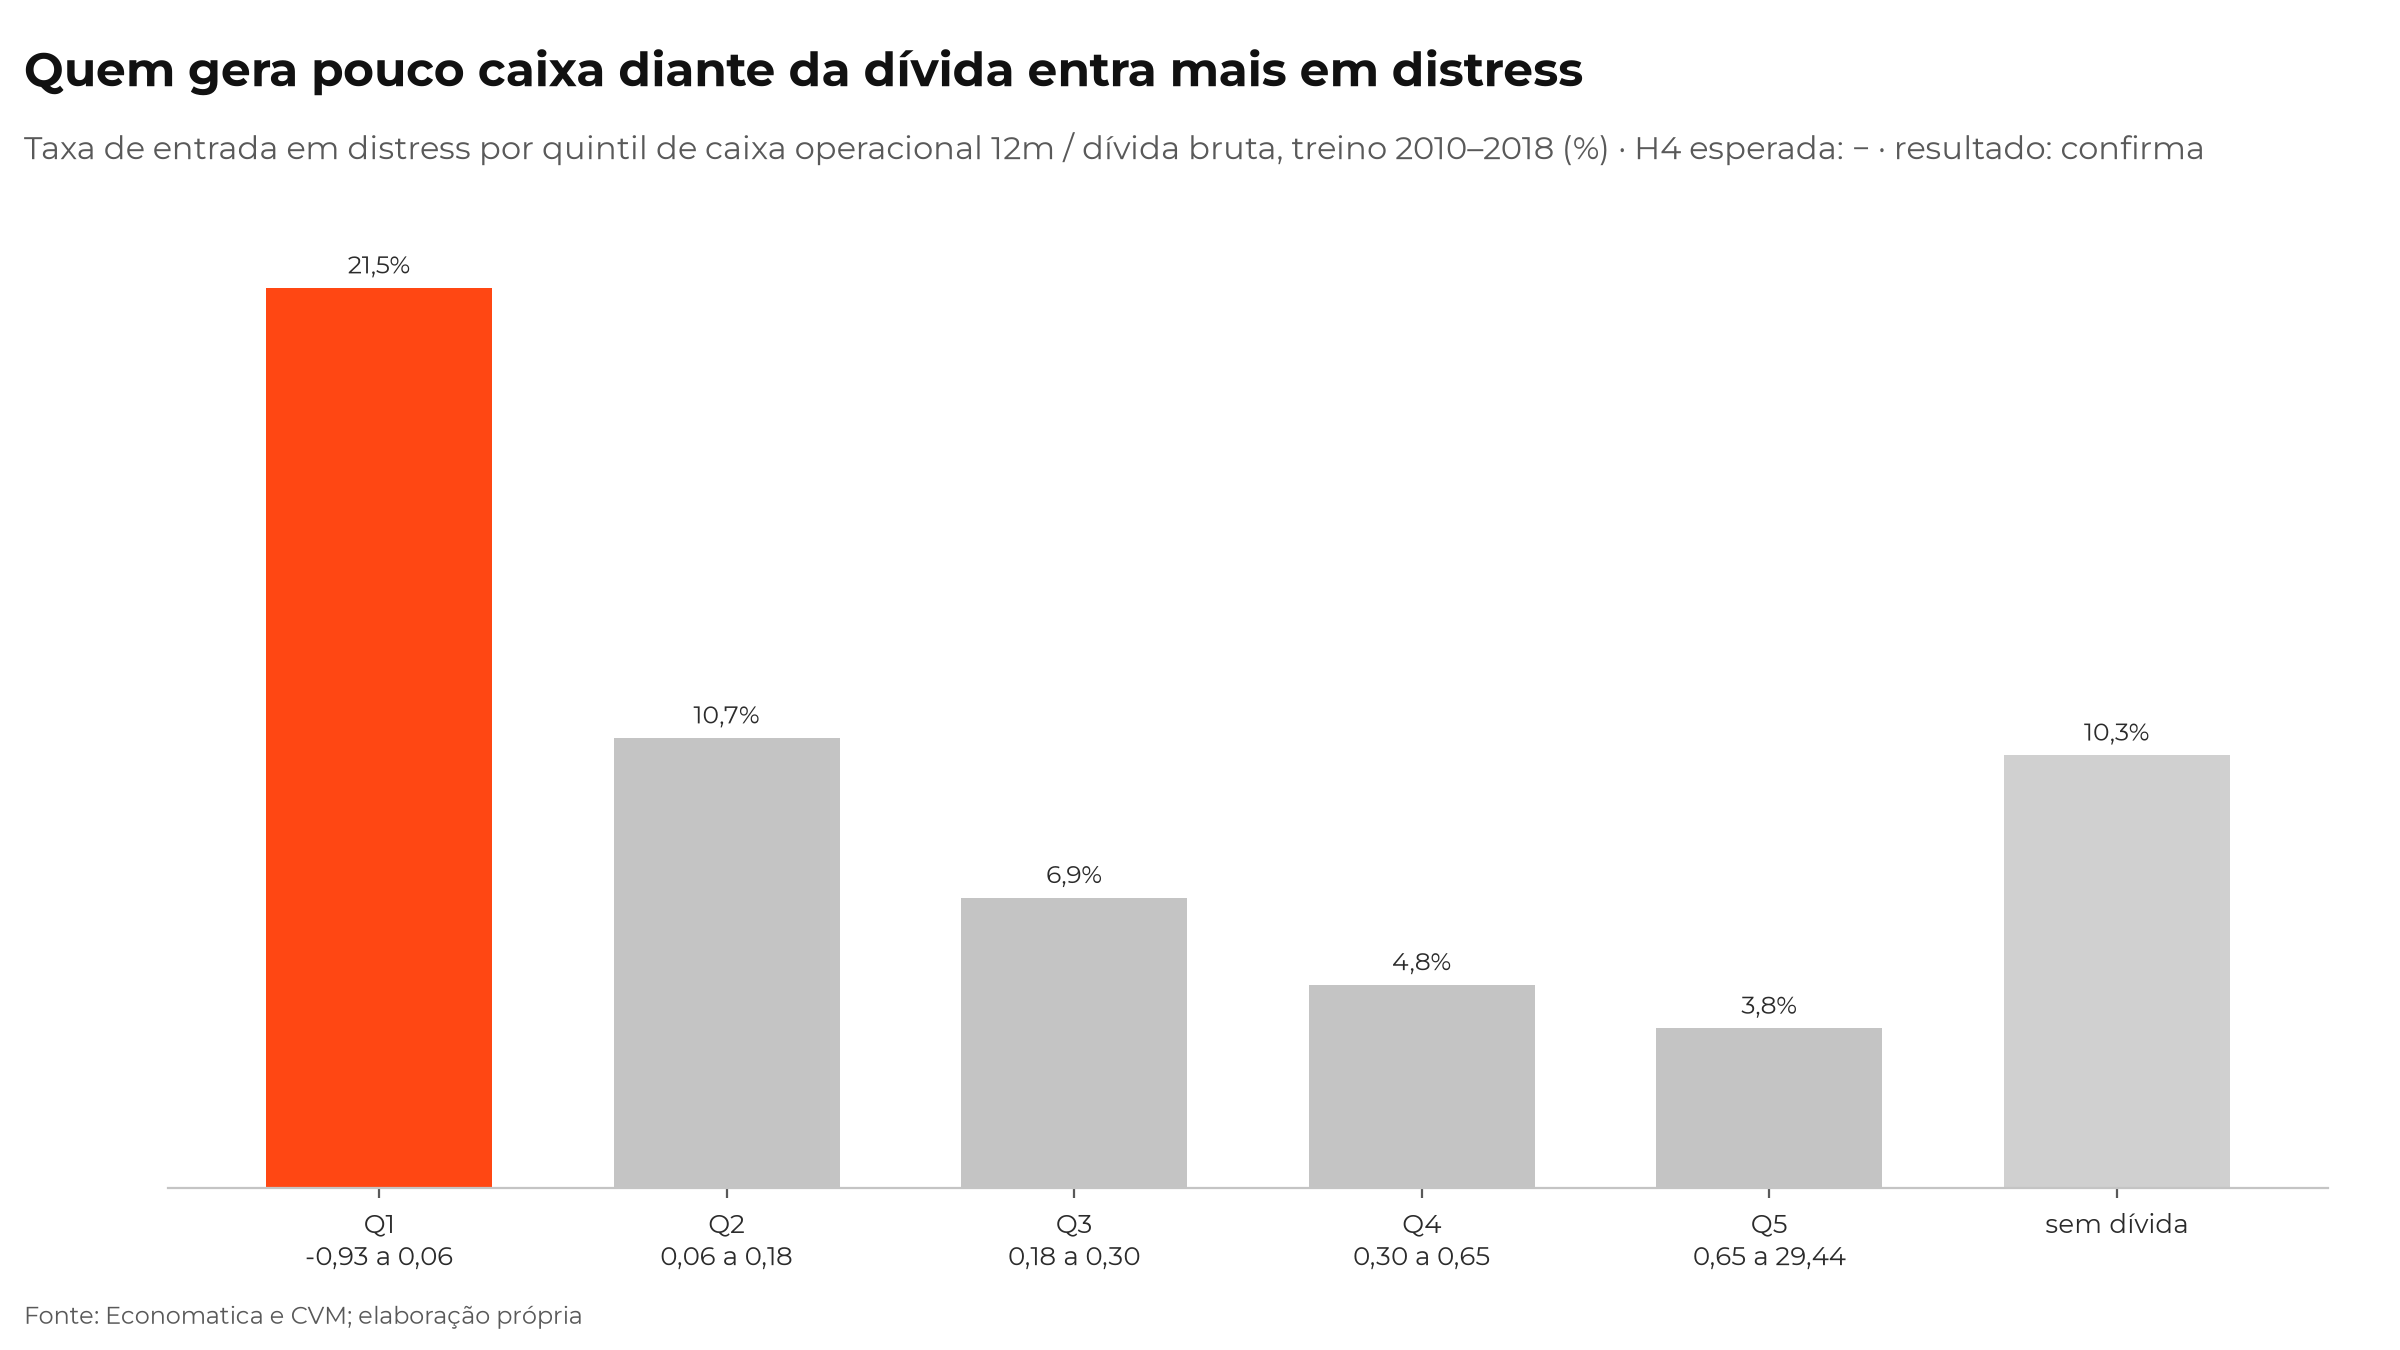 Quem gera pouco caixa diante da dívida entra mais em distress
Taxa de entrada em distress por quintil de caixa operacional 12m / dívida bruta, treino 2010–2018 (%) · H4 esperada: − · resultado: confirma
21,5%
10,7%
6,9%
4,8%
3,8%
10,3%
Q1
-0,93 a 0,06
Q2
0,06 a 0,18
Q3
0,18 a 0,30
Q4
0,30 a 0,65
Q5
0,65 a 29,44
sem dívida
Fonte: Economatica e CVM; elaboração própria